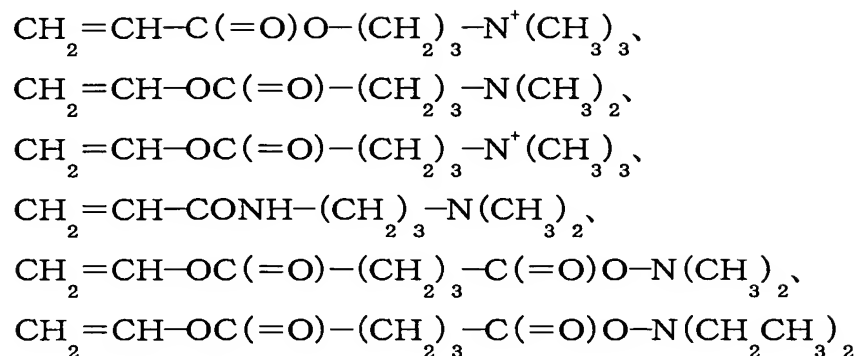 CH₂=CH-C(=O)O-(CH₂)₃-N⁺(CH₃)₃、
CH₂=CH-OC(=O)-(CH₂)₃-N(CH₃)₂、
CH₂=CH-OC(=O)-(CH₂)₃-N⁺(CH₃)₃、
CH₂=CH-CONH-(CH₂)₃-N(CH₃)₂、
CH₂=CH-OC(=O)-(CH₂)₃-C(=O)O-N(CH₃)₂、
CH₂=CH-OC(=O)-(CH₂)₃-C(=O)O-N(CH₂CH₃)₂